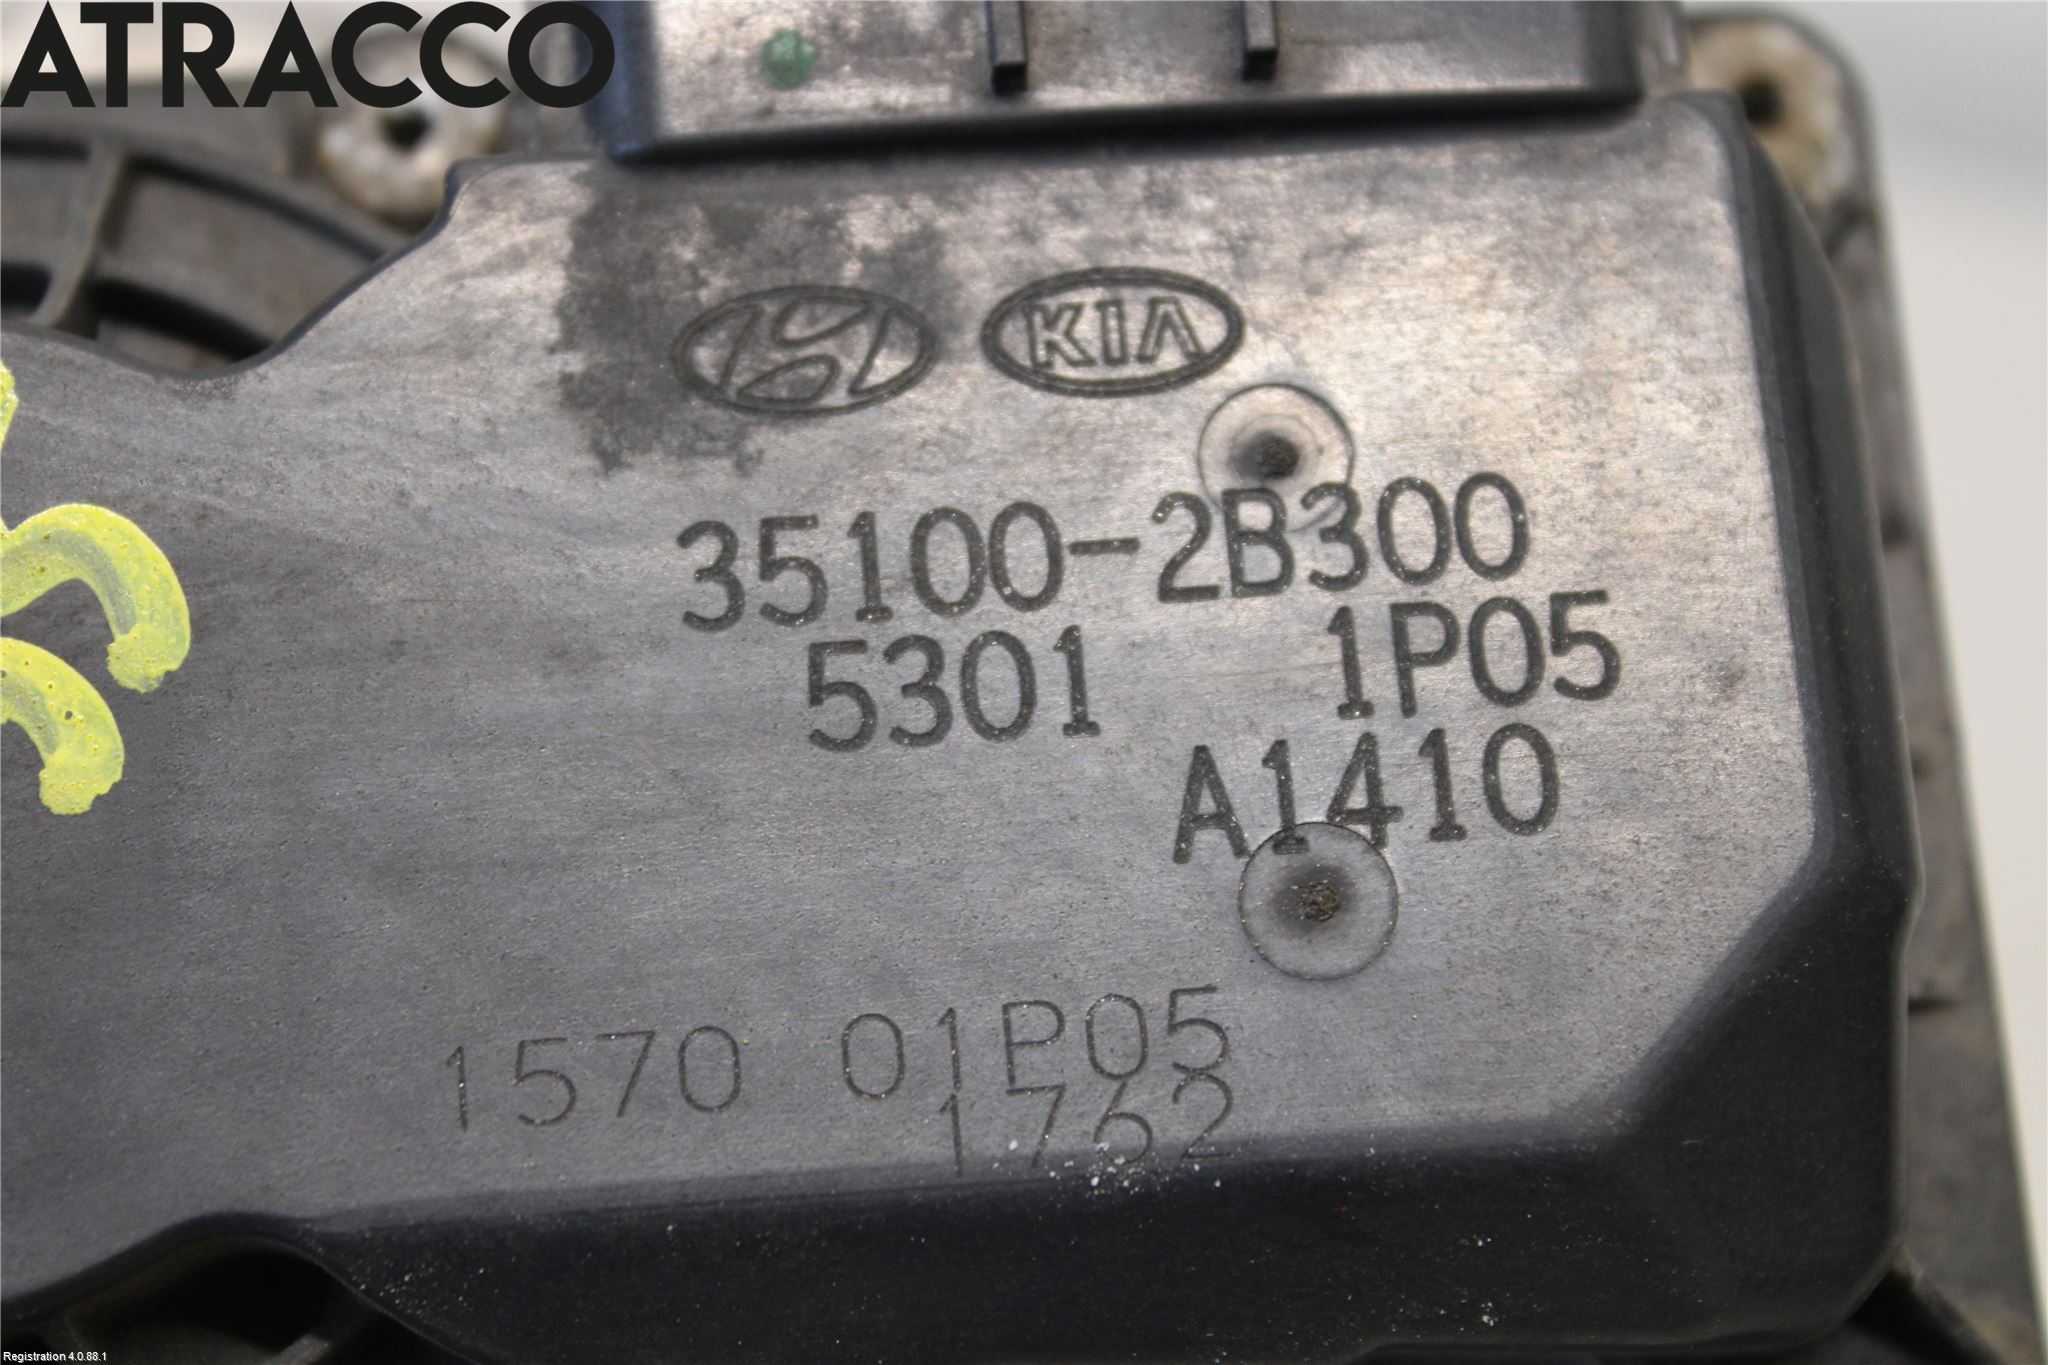 ATRACCO
KIA
35100-2B300
5301 1P05
A1410
1570 01P05
1762
Registration 4.0.88.1